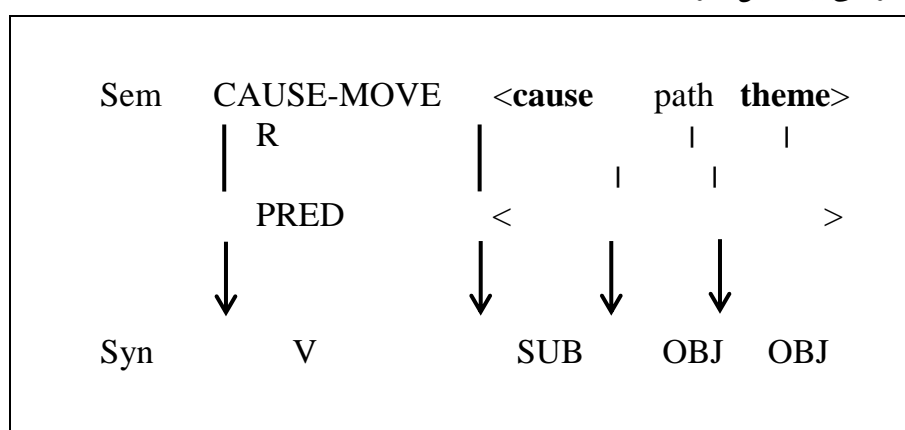 Sem CAUSE-MOVE <cause path theme>
R
PRED < >
Syn V SUB OBJ OBJ